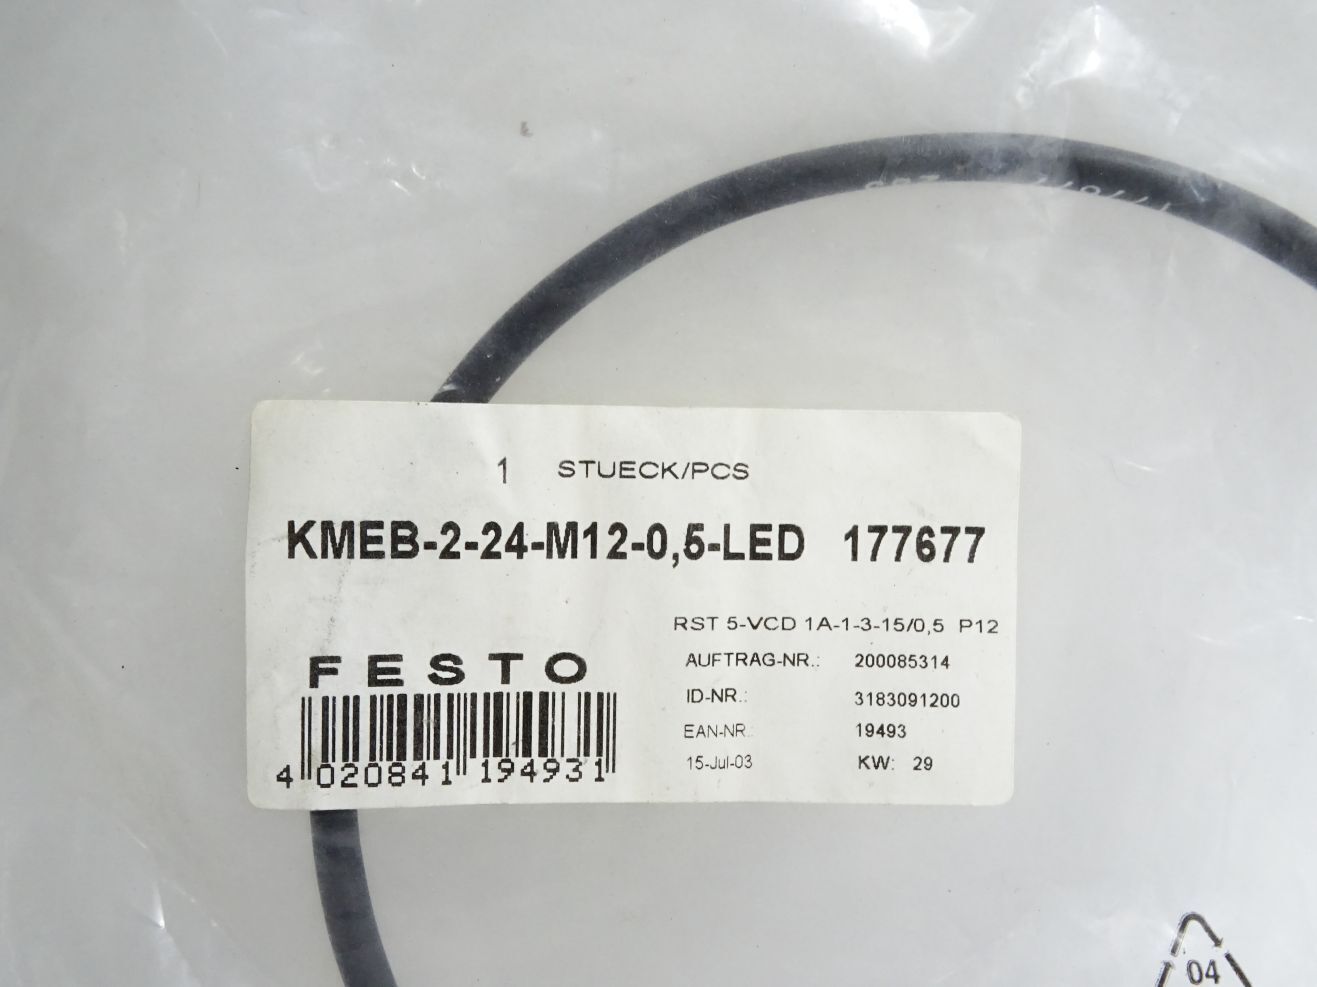 1 STUECK/PCS
KMEB-2-24-M12-0,5-LED 177677
RST 5-VCD 1A-1-3-15/0,5 P12
FESTO
AUFTRAG-NR.: 200085314
ID-NR.: 3183091200
EAN-NR.: 19493
15-Jul-03 KW: 29
4 020841 194931
04